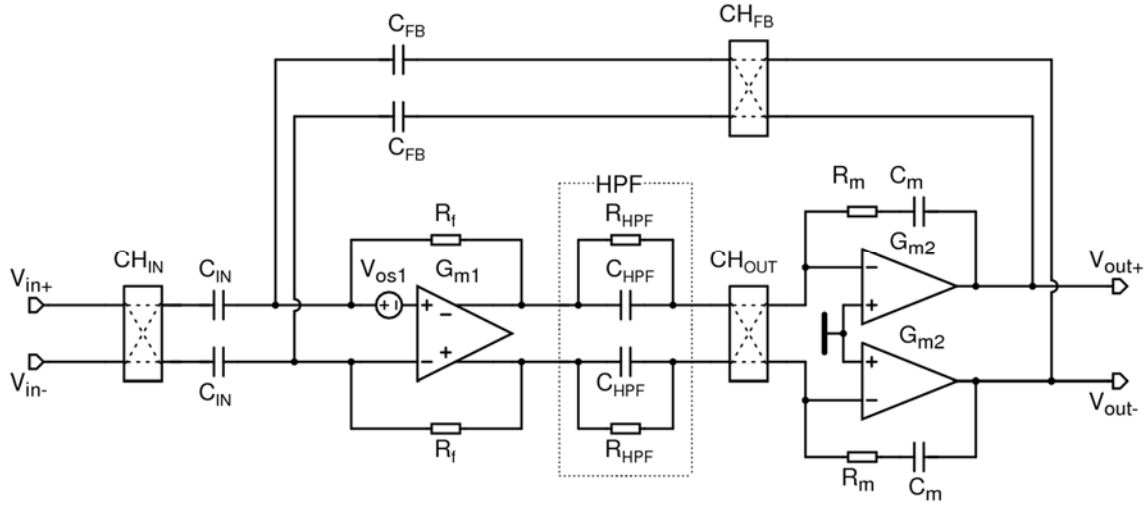 CH_FB
C_FB
C_FB
HPF
R_m C_m
R_f
R_HPF
G_m2
CH_IN
C_IN
V_os1 G_m1
C_HPF
CH_OUT
V_in+
+ −
+
−
−
V_out+
+
G_m2
V_in-
C_IN
−
+
C_HPF
+
−
V_out-
R_f
R_HPF
R_m C_m